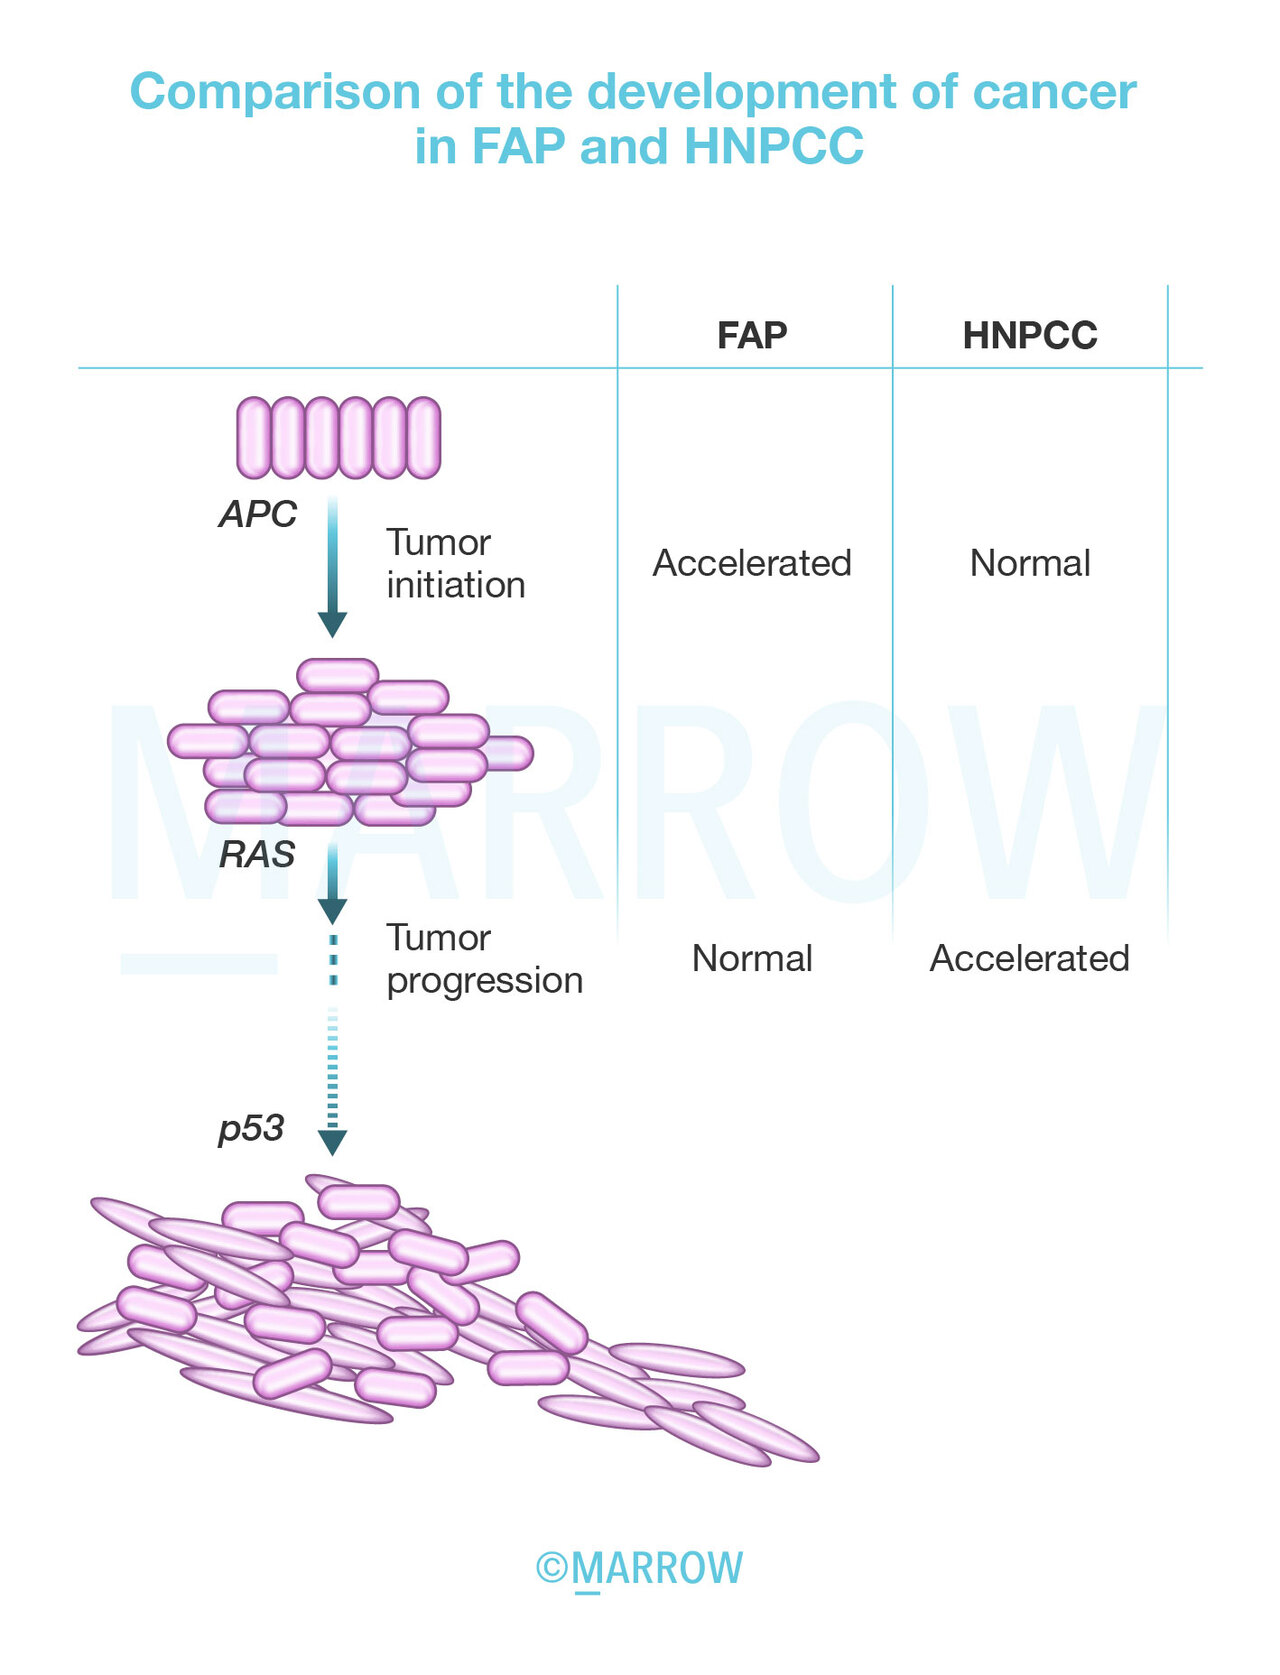 Comparison of the development of cancer
in FAP and HNPCC
FAP
HNPCC
APC
Tumor
initiation
Accelerated
Normal
MARROW
RAS
Tumor
progression
Normal
Accelerated
p53
©MARROW